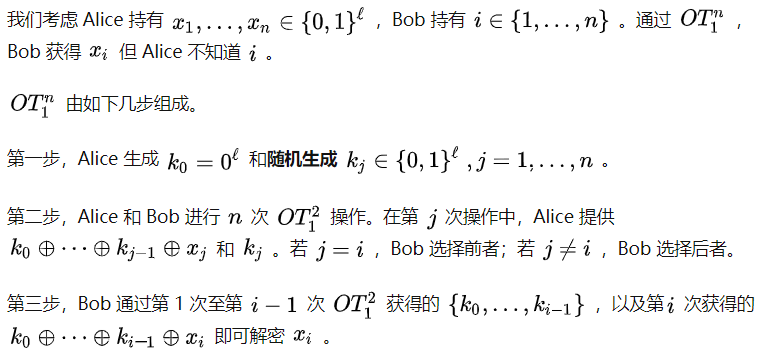 我们考虑 Alice 持有 $x_1, \ldots, x_n \in \{0, 1\}^\ell$ ，Bob 持有 $i \in \{1, \ldots, n\}$ 。通过 $OT_1^n$ ，
Bob 获得 $x_i$ 但 Alice 不知道 $i$ 。
$OT_1^n$ 由如下几步组成。
第一步，Alice 生成 $k_0 = 0^\ell$ 和随机生成 $k_j \in \{0, 1\}^\ell, j = 1, \ldots, n$ 。
第二步，Alice 和 Bob 进行 $n$ 次 $OT_1^2$ 操作。在第 $j$ 次操作中，Alice 提供
$k_0 \oplus \cdots \oplus k_{j-1} \oplus x_j$ 和 $k_j$ 。若 $j = i$ ，Bob 选择前者；若 $j \neq i$ ，Bob 选择后者。
第三步，Bob 通过第 1 次至第 $i-1$ 次 $OT_1^2$ 获得的 $\{k_0, \ldots, k_{i-1}\}$ ，以及第$i$ 次获得的
$k_0 \oplus \cdots \oplus k_{i-1} \oplus x_i$ 即可解密 $x_i$ 。